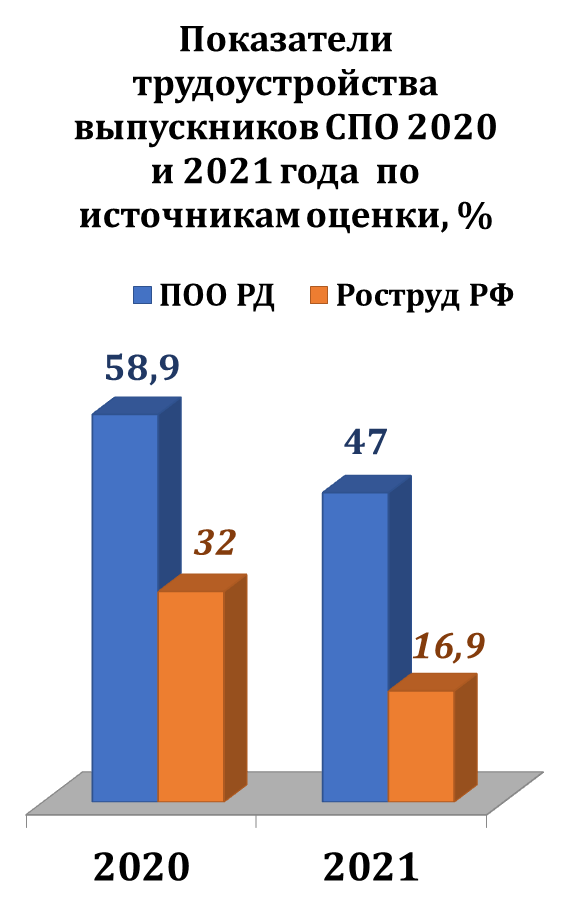 Показатели
трудоустройства
выпускников СПО 2020
и 2021 года по
источникам оценки, %
ПОО РД
Роструд РФ
58,9
47
32
16,9
2020
2021